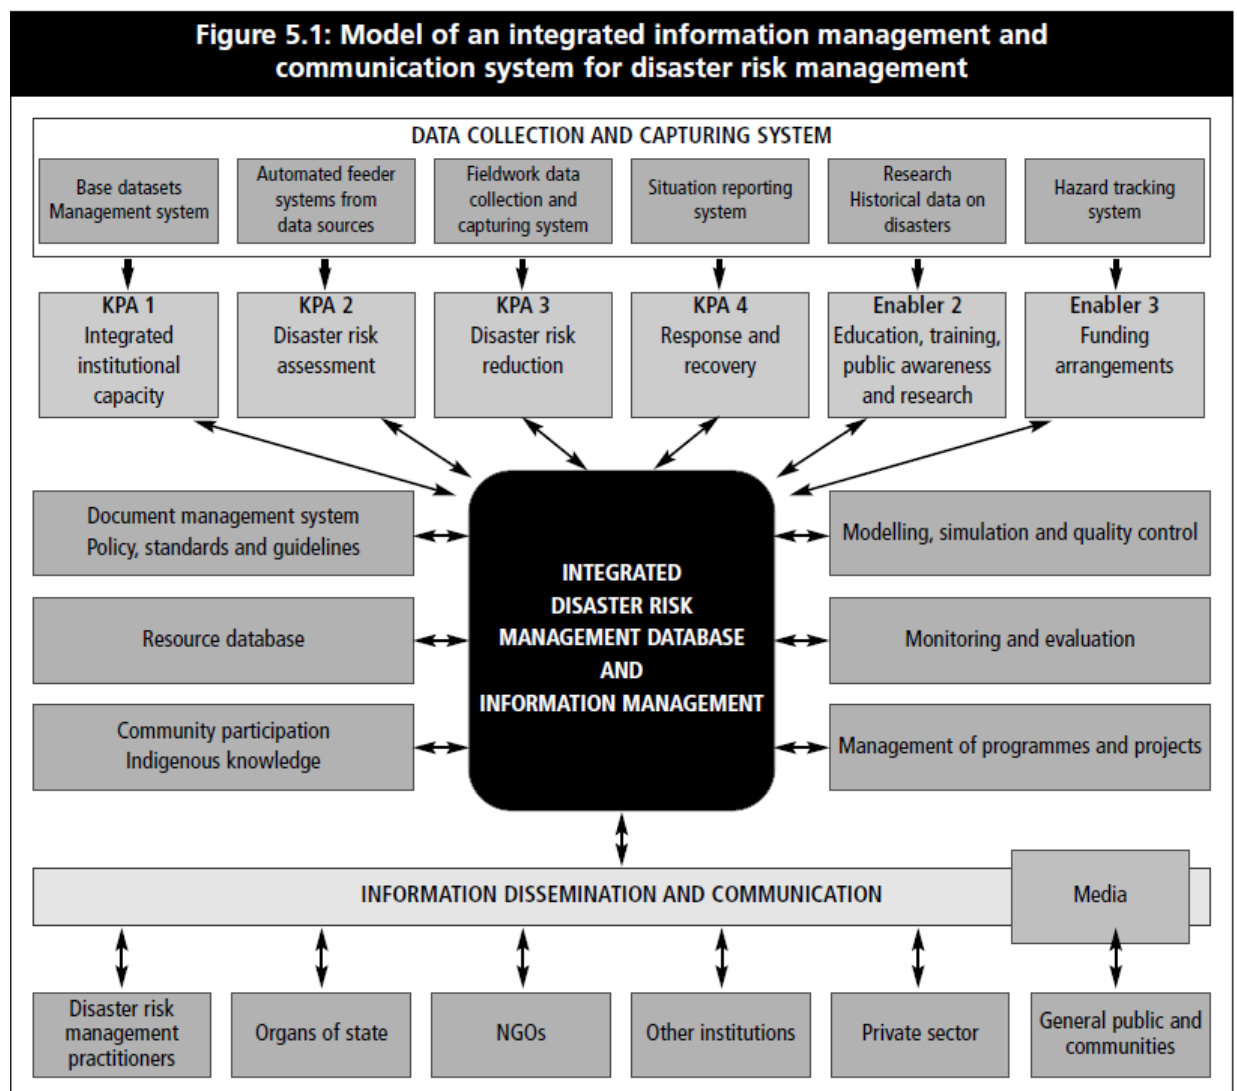 Figure 5.1: Model of an integrated information management and
communication system for disaster risk management
DATA COLLECTION AND CAPTURING SYSTEM
Base datasets
Management system
Automated feeder
systems from
data sources
Fieldwork data
collection and
capturing system
Situation reporting
system
Research
Historical data on
disasters
Hazard tracking
system
KPA 1
Integrated
institutional
capacity
KPA 2
Disaster risk
assessment
KPA 3
Disaster risk
reduction
KPA 4
Response and
recovery
Enabler 2
Education, training,
public awareness
and research
Enabler 3
Funding
arrangements
Document management system
Policy, standards and guidelines
Resource database
Community participation
Indigenous knowledge
INTEGRATED
DISASTER RISK
MANAGEMENT DATABASE
AND
INFORMATION MANAGEMENT
Modelling, simulation and quality control
Monitoring and evaluation
Management of programmes and projects
INFORMATION DISSEMINATION AND COMMUNICATION
Media
Disaster risk
management
practitioners
Organs of state
NGOs
Other institutions
Private sector
General public and
communities